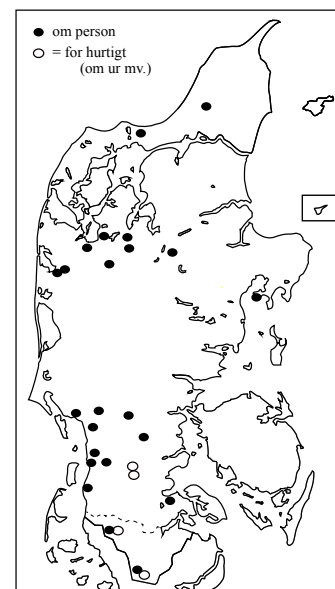 om person
= for hurtigt
(om ur mv.)